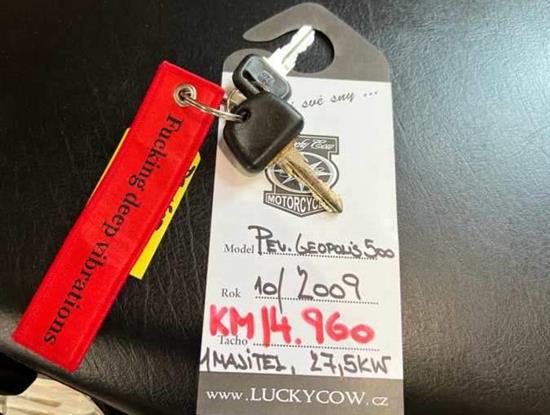 Fucking deep vibrations
své sny ...
Lucky Cow
MOTORCYCLES
Model PEU. GEOPOLIS 500
Rok 10/2009
KM 14.960
Tacho
1 MAJITEL, 27,5KW
www.LUCKYCOW.cz